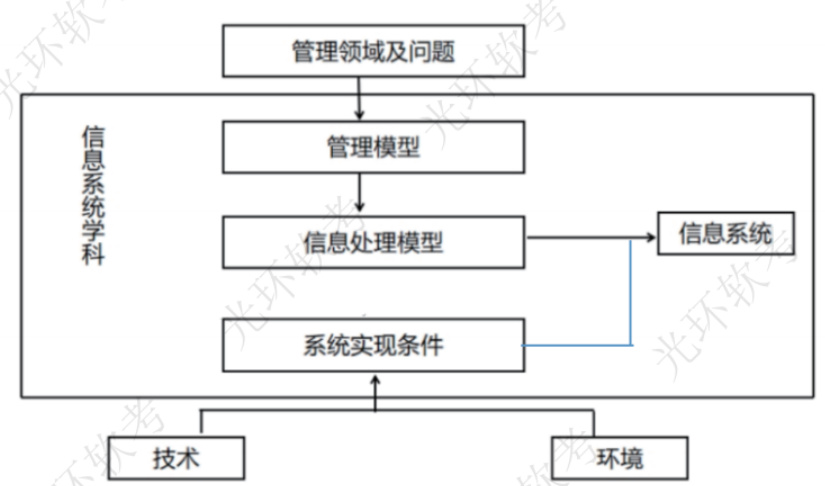 管理领域及问题
信息系统学科
管理模型
信息处理模型
信息系统
系统实现条件
技术
环境
光环软考
光环软考
光环软考
光环软考
环软考
软考